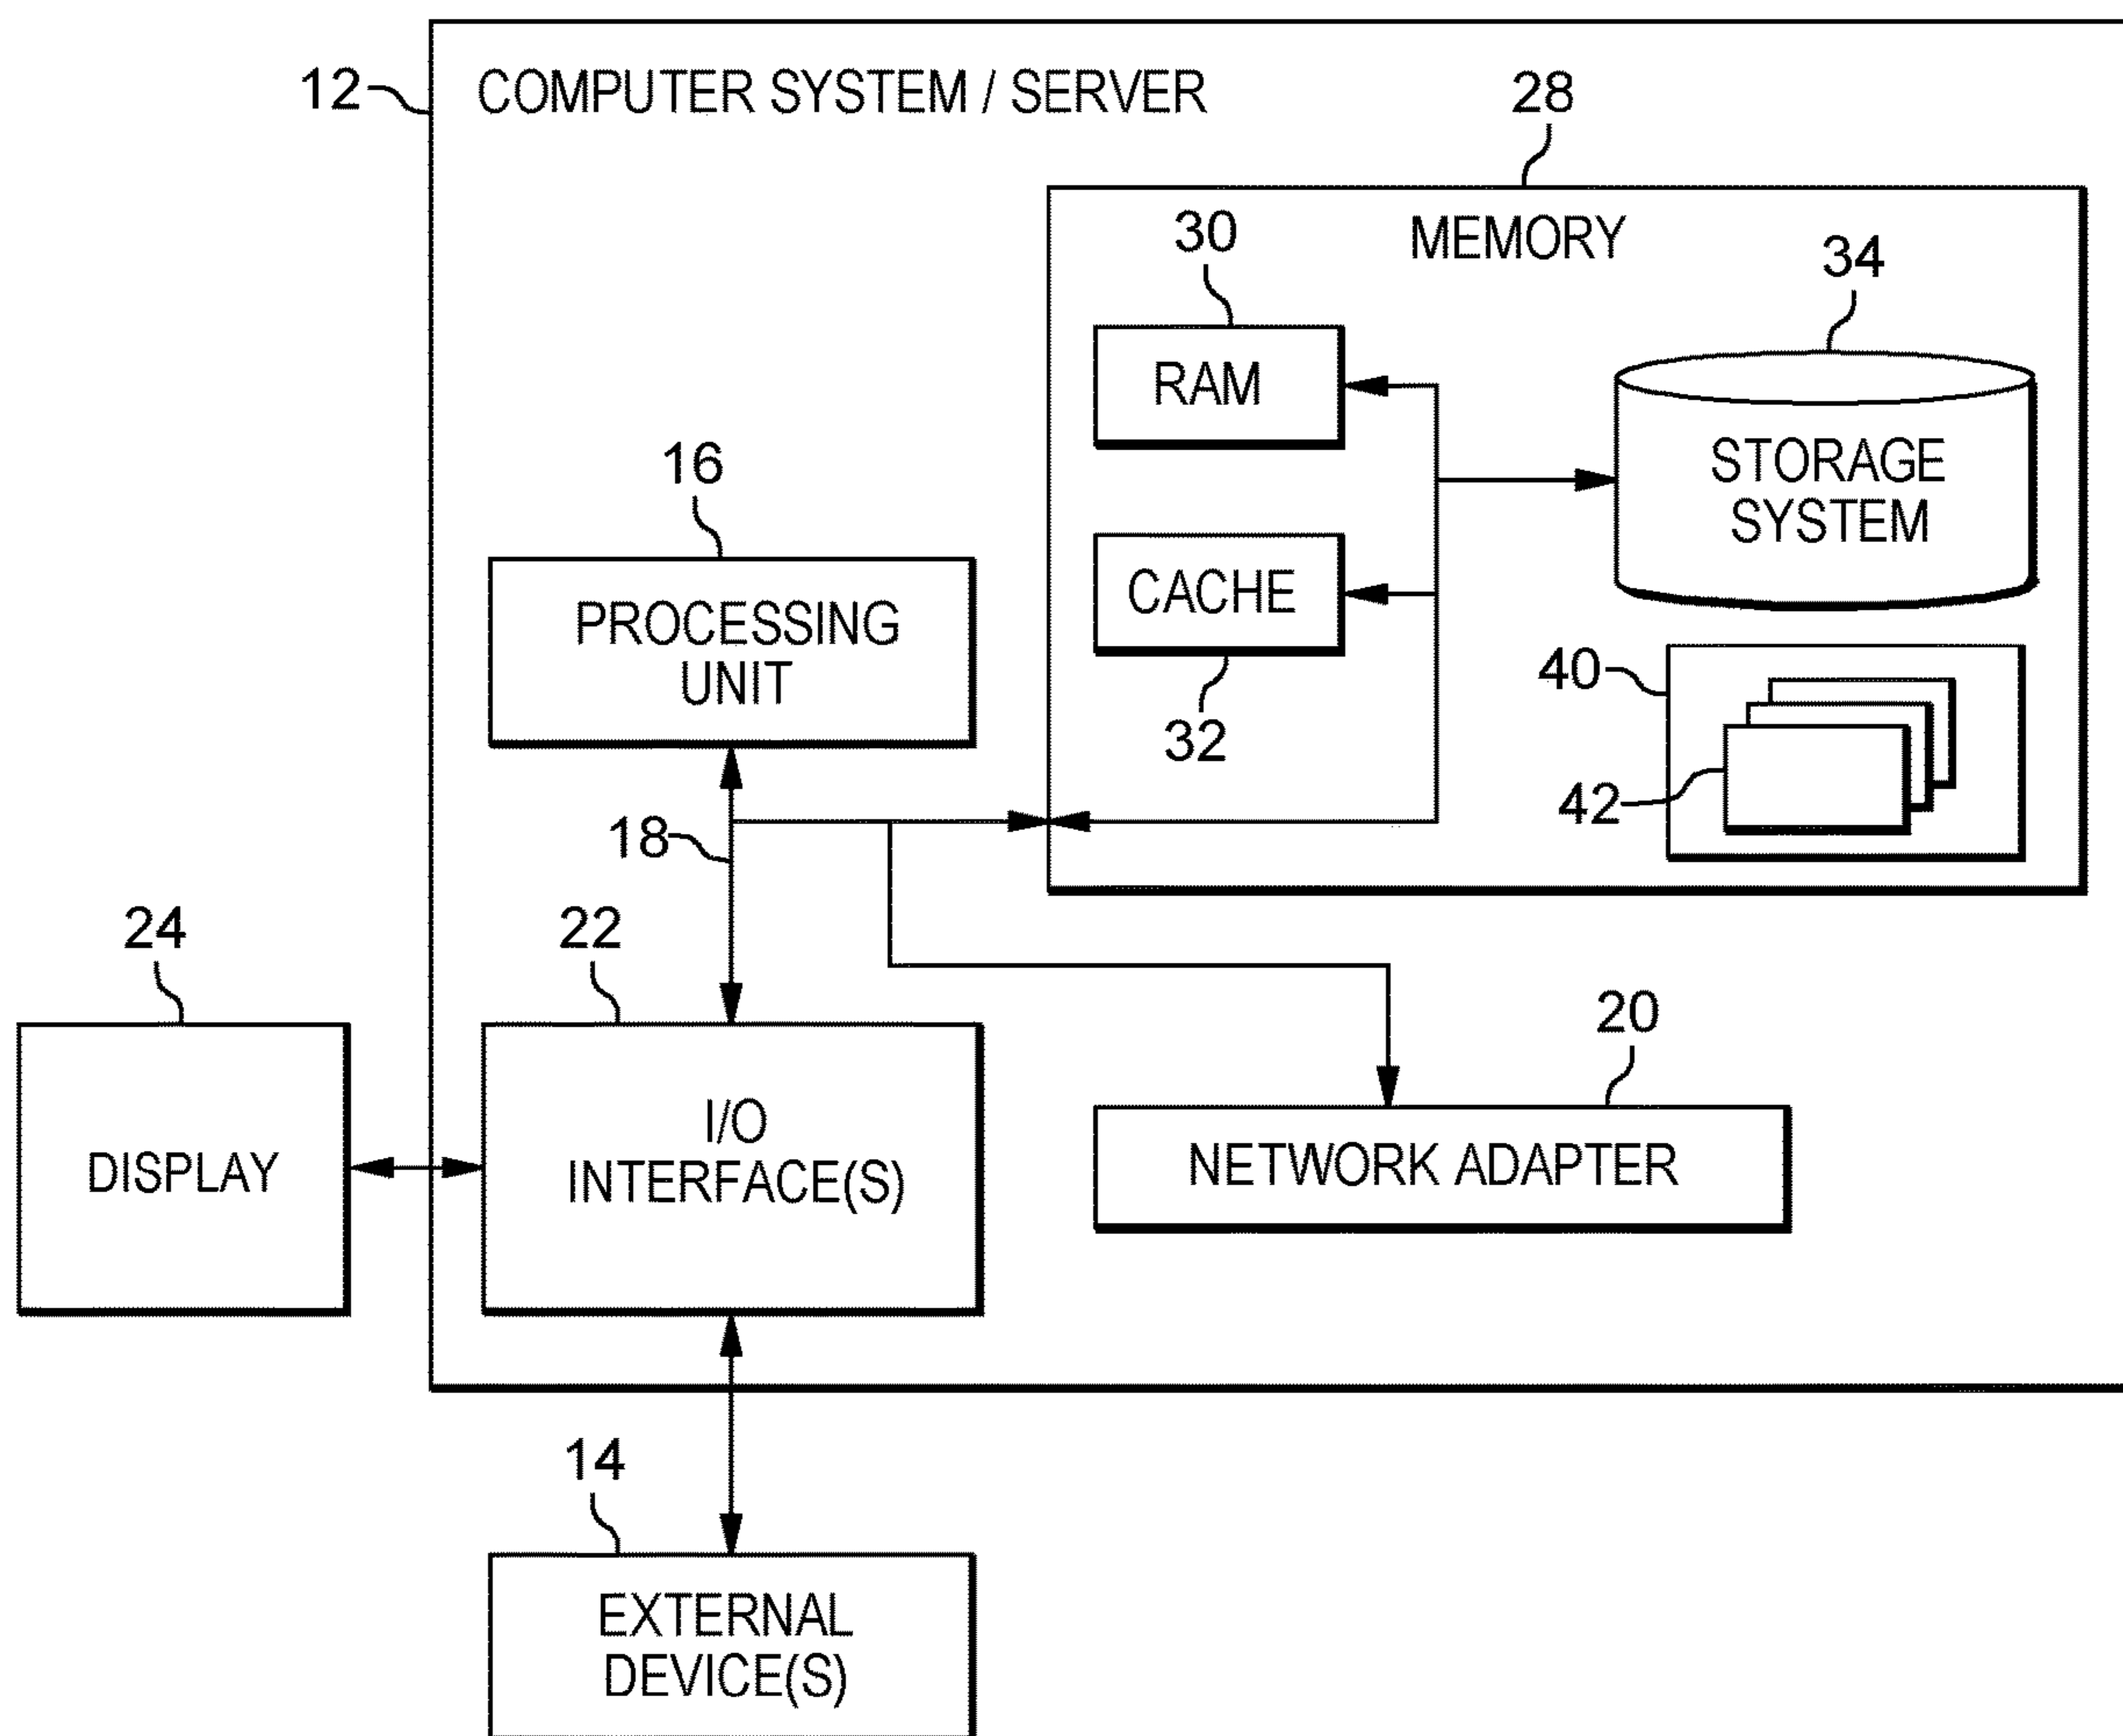 12
COMPUTER SYSTEM / SERVER
28
MEMORY
30
34
RAM
STORAGE
SYSTEM
16
CACHE
PROCESSING
UNIT
32
40
42
18
24
22
20
I/O
INTERFACE(S)
DISPLAY
NETWORK ADAPTER
14
EXTERNAL
DEVICE(S)